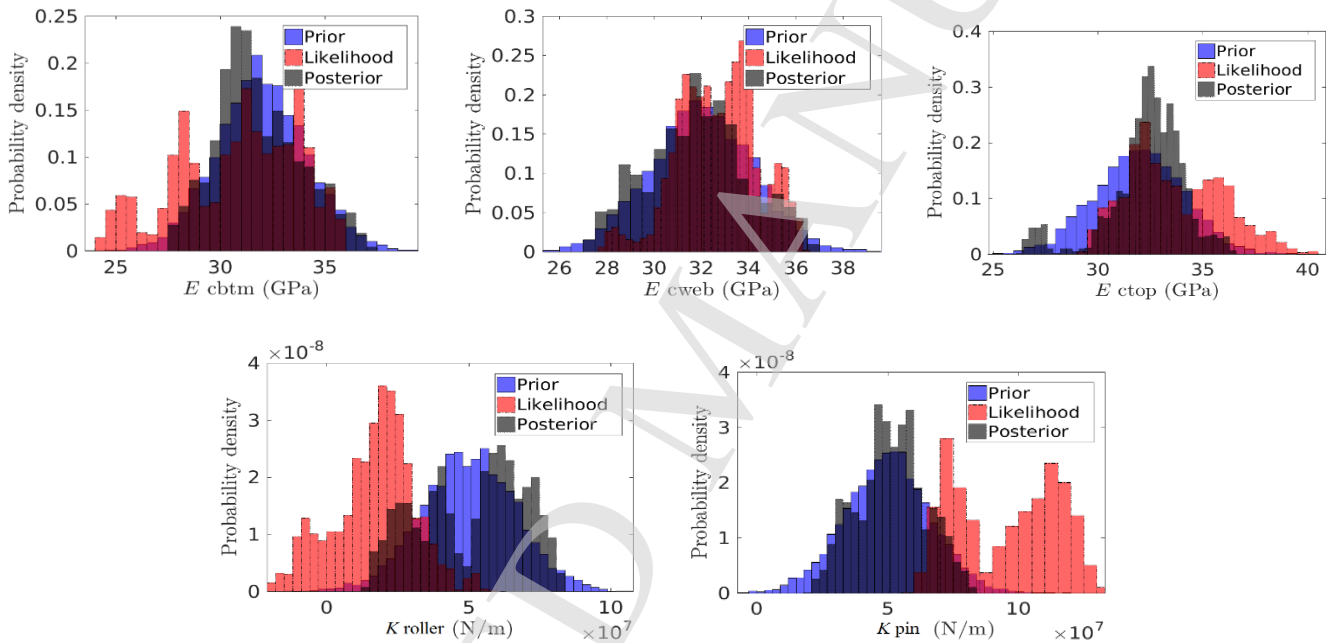 0.25
0.2
0.15
0.1
0.05
0
Probability density
Prior
Likelihood
Posterior
25 30 35
E cbtm (GPa)
0.3
0.25
0.2
0.15
0.1
0.05
0
Probability density
Prior
Likelihood
Posterior
26 28 30 32 34 36 38
E cweb (GPa)
0.4
0.3
0.2
0.1
0
Probability density
Prior
Likelihood
Posterior
25 30 35 40
E ctop (GPa)
×10⁻⁸
4
3
2
1
0
Probability density
Prior
Likelihood
Posterior
0 5 10
×10⁷
K roller (N/m)
×10⁻⁸
4
3
2
1
0
Probability density
Prior
Likelihood
Posterior
0 5 10
×10⁷
K pin (N/m)
D MANU